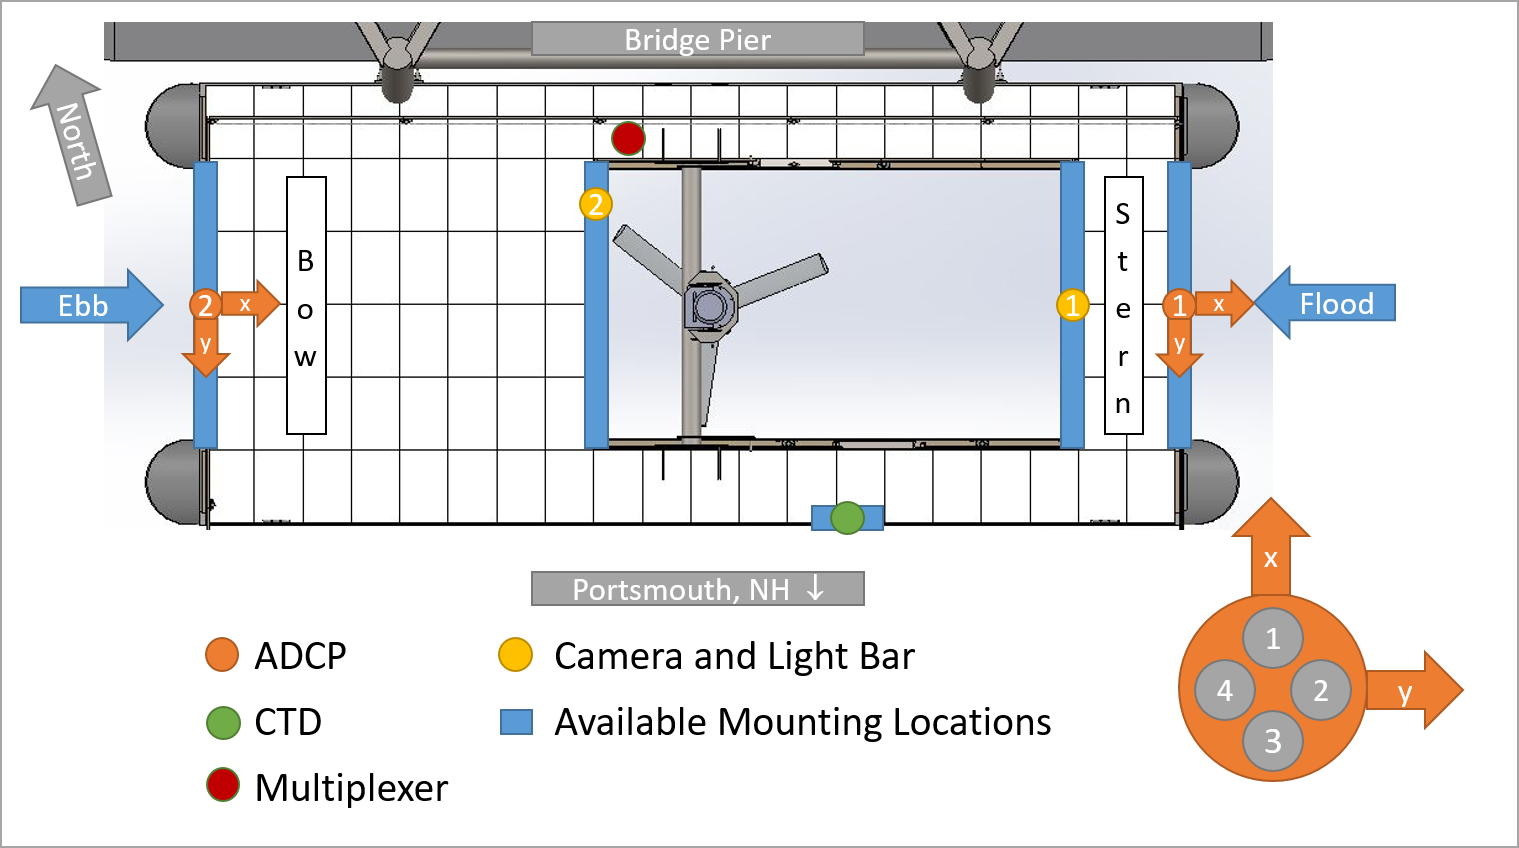 Bridge Pier
North
2
Bow
Stern
Ebb
2
x
y
1
1
x
y
Flood
Portsmouth, NH ↓
x
ADCP
Camera and Light Bar
1
4
2
3
y
CTD
Available Mounting Locations
Multiplexer